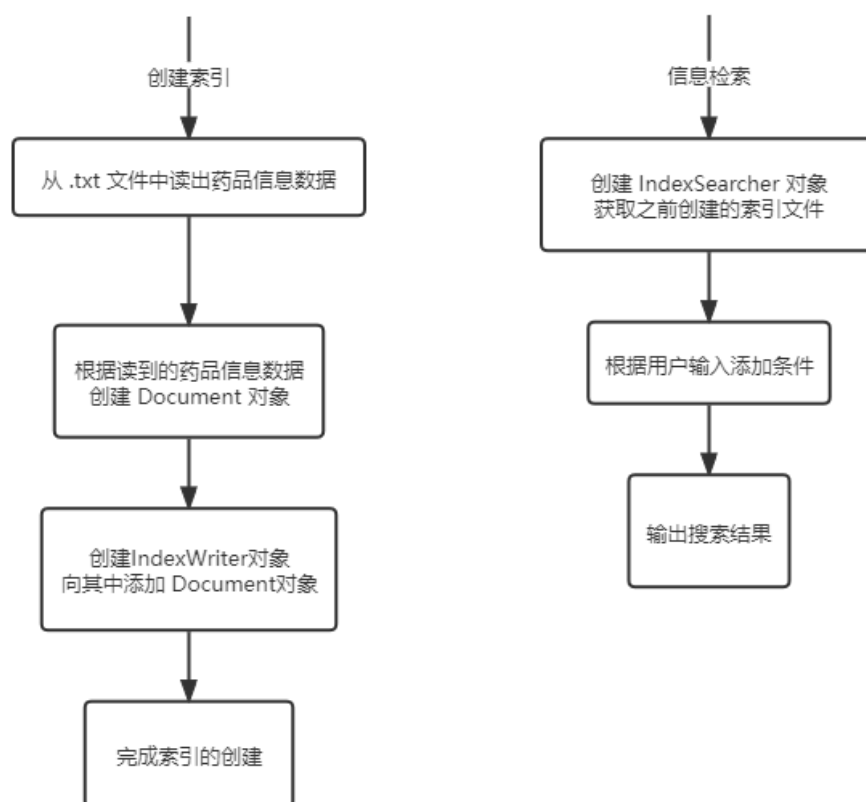 创建索引
从 .txt 文件中读出药品信息数据
根据读到的药品信息数据
创建 Document 对象
创建IndexWriter对象
向其中添加 Document对象
完成索引的创建
信息检索
创建 IndexSearcher 对象
获取之前创建的索引文件
根据用户输入添加条件
输出搜索结果